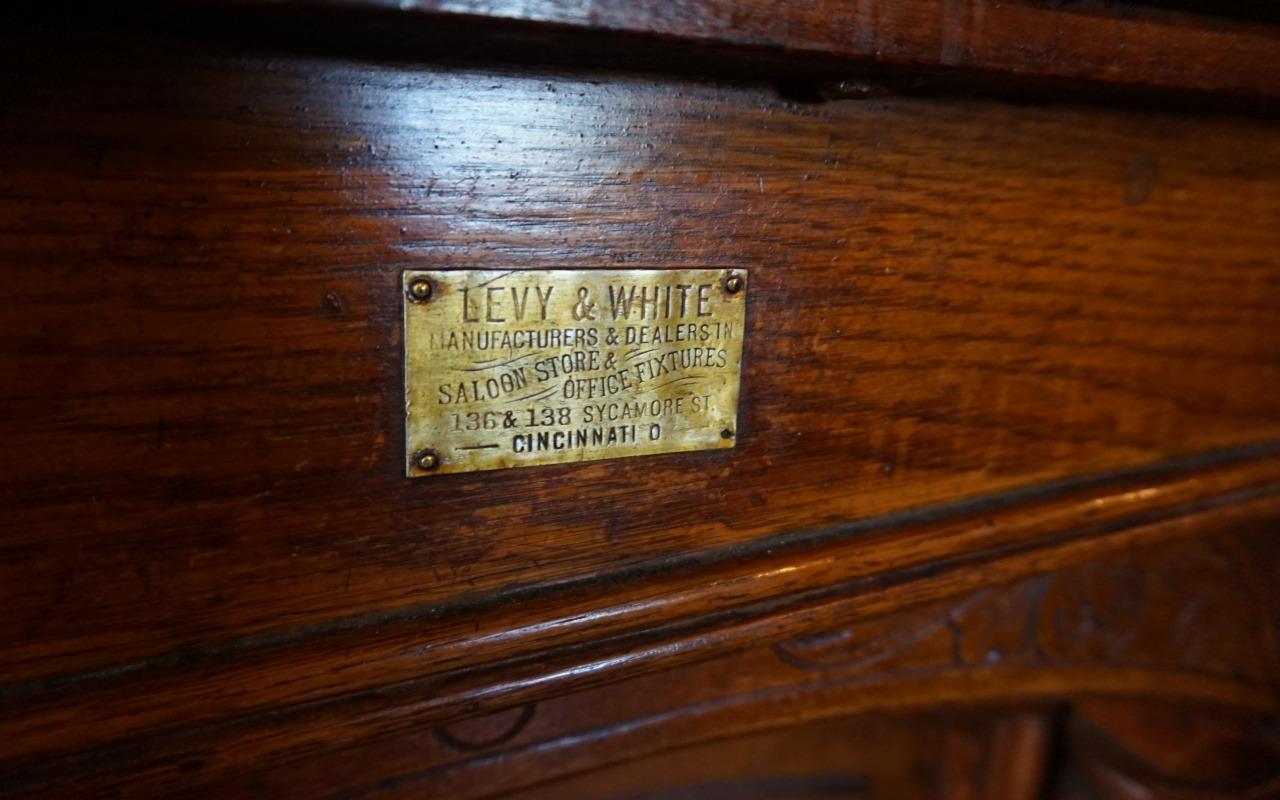 LEVY & WHITE
MANUFACTURERS & DEALERS IN
SALOON STORE &
OFFICE FIXTURES
136 & 138 SYCAMORE ST.
CINCINNATI O